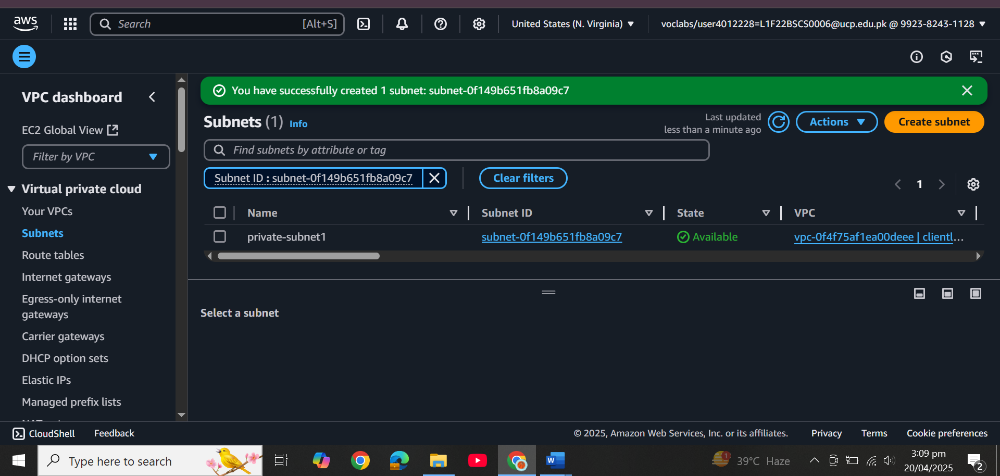 aws
Search
[Alt+S]
United States (N. Virginia)
voclabs/user4012228=L1F22BSCS0006@ucp.edu.pk @ 9923-8243-1128
VPC dashboard
EC2 Global View
Filter by VPC
Virtual private cloud
Your VPCs
Subnets
Route tables
Internet gateways
Egress-only internet
gateways
Carrier gateways
DHCP option sets
Elastic IPs
Managed prefix lists
You have successfully created 1 subnet: subnet-0f149b651fb8a09c7
Subnets (1) Info
Last updated
less than a minute ago
Actions
Create subnet
Find subnets by attribute or tag
Subnet ID : subnet-0f149b651fb8a09c7
Clear filters
1
Name Subnet ID State VPC
private-subnet1 subnet-0f149b651fb8a09c7 Available vpc-0f4f75af1ea00deee | clientl...
Select a subnet
CloudShell Feedback
© 2025, Amazon Web Services, Inc. or its affiliates. Privacy Terms Cookie preferences
Type here to search
W
1
39°C Haze
3:09 pm
20/04/2025
2